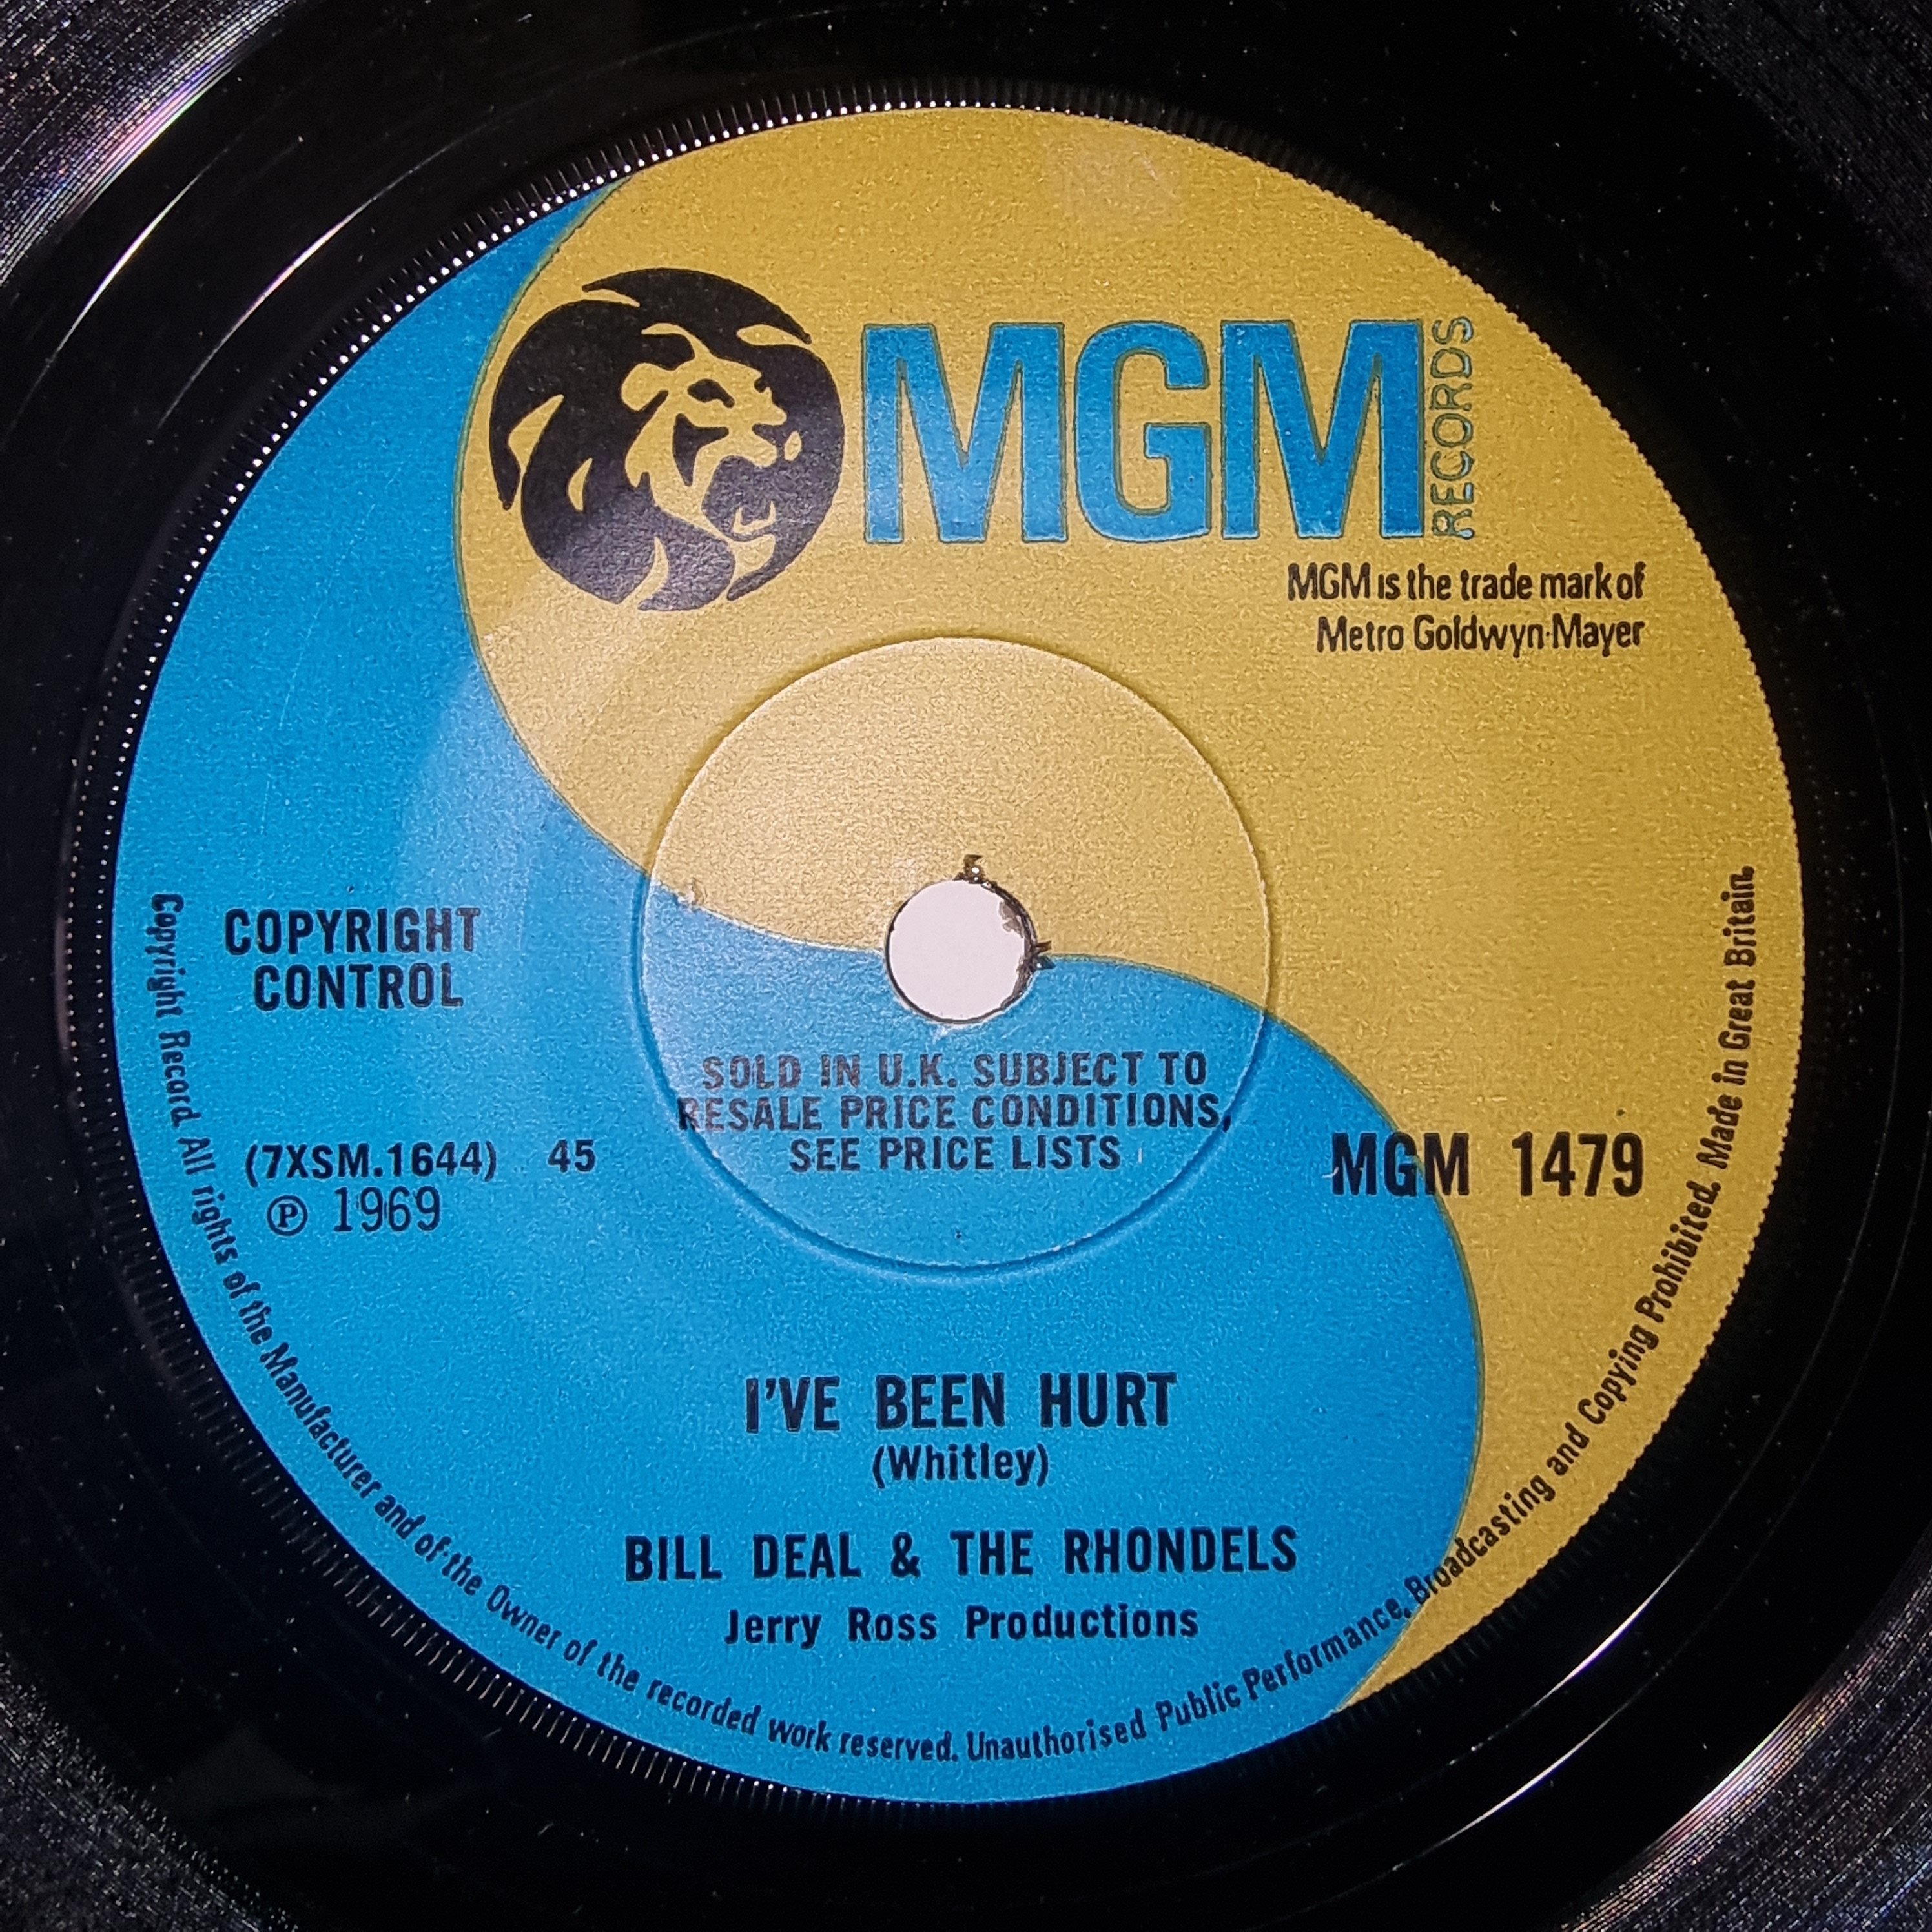 MGM RECORDS
MGM is the trade mark of
Metro Goldwyn-Mayer
COPYRIGHT
CONTROL
SOLD IN U.K. SUBJECT TO
RESALE PRICE CONDITIONS,
SEE PRICE LISTS
(7XSM.1644) 45
℗ 1969
MGM 1479
I'VE BEEN HURT
(Whitley)
BILL DEAL & THE RHONDELS
Jerry Ross Productions
Copyright Record. All rights of the Manufacturer and of the Owner of the recorded work reserved. Unauthorised Public Performance, Broadcasting and Copying Prohibited. Made in Great Britain.